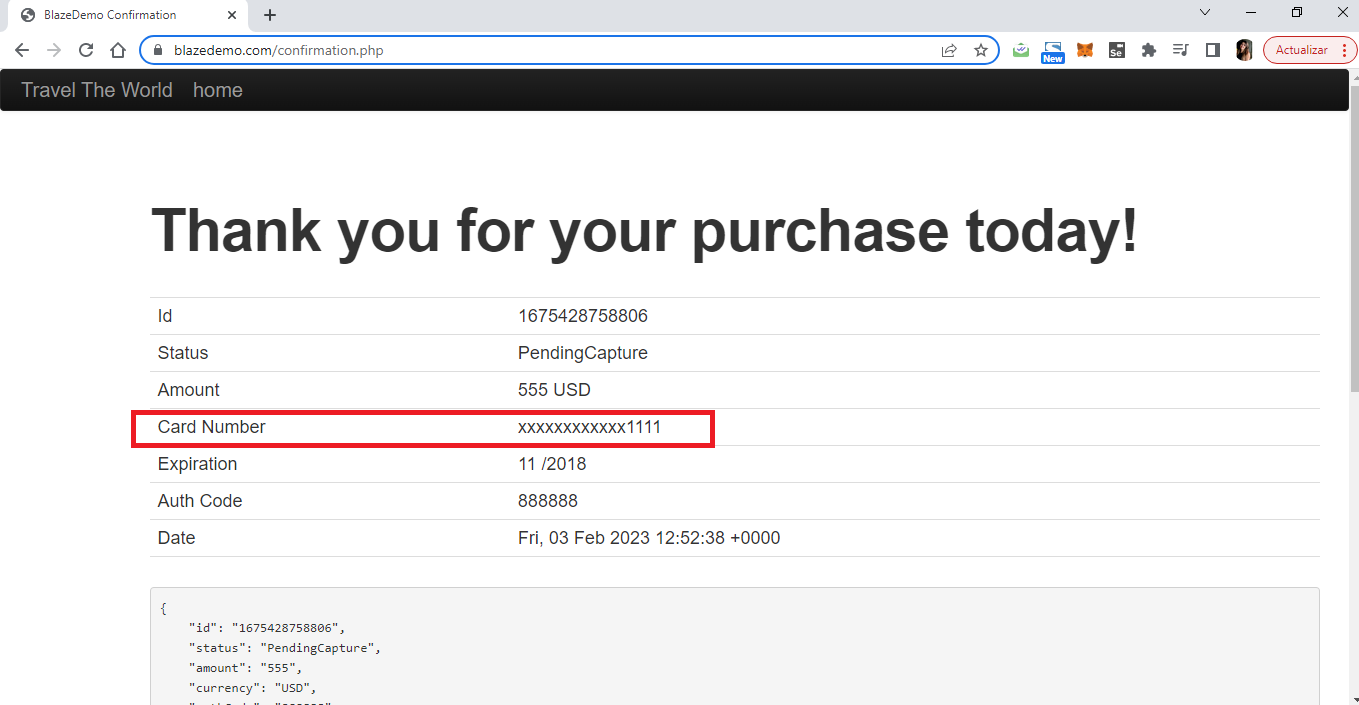 BlazeDemo Confirmation
blazedemo.com/confirmation.php
New
Se
Actualizar
Travel The World home
Thank you for your purchase today!
Id 1675428758806
Status PendingCapture
Amount 555 USD
Card Number xxxxxxxxxxxx1111
Expiration 11 /2018
Auth Code 888888
Date Fri, 03 Feb 2023 12:52:38 +0000
{
"id": "1675428758806",
"status": "PendingCapture",
"amount": "555",
"currency": "USD",